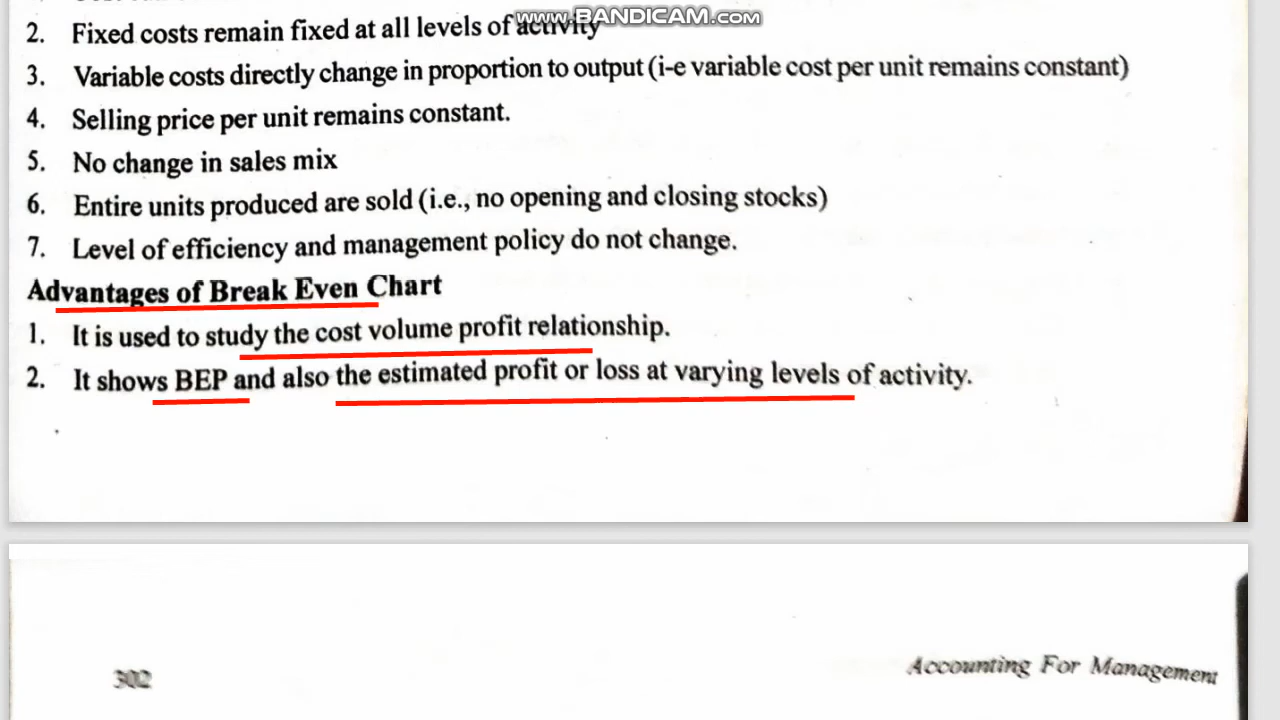 www.BANDICAM.com
2. Fixed costs remain fixed at all levels of activity
3. Variable costs directly change in proportion to output (i-e variable cost per unit remains constant)
4. Selling price per unit remains constant.
5. No change in sales mix
6. Entire units produced are sold (i.e., no opening and closing stocks)
7. Level of efficiency and management policy do not change.
Advantages of Break Even Chart
1. It is used to study the cost volume profit relationship.
2. It shows BEP and also the estimated profit or loss at varying levels of activity.
302
Accounting For Management